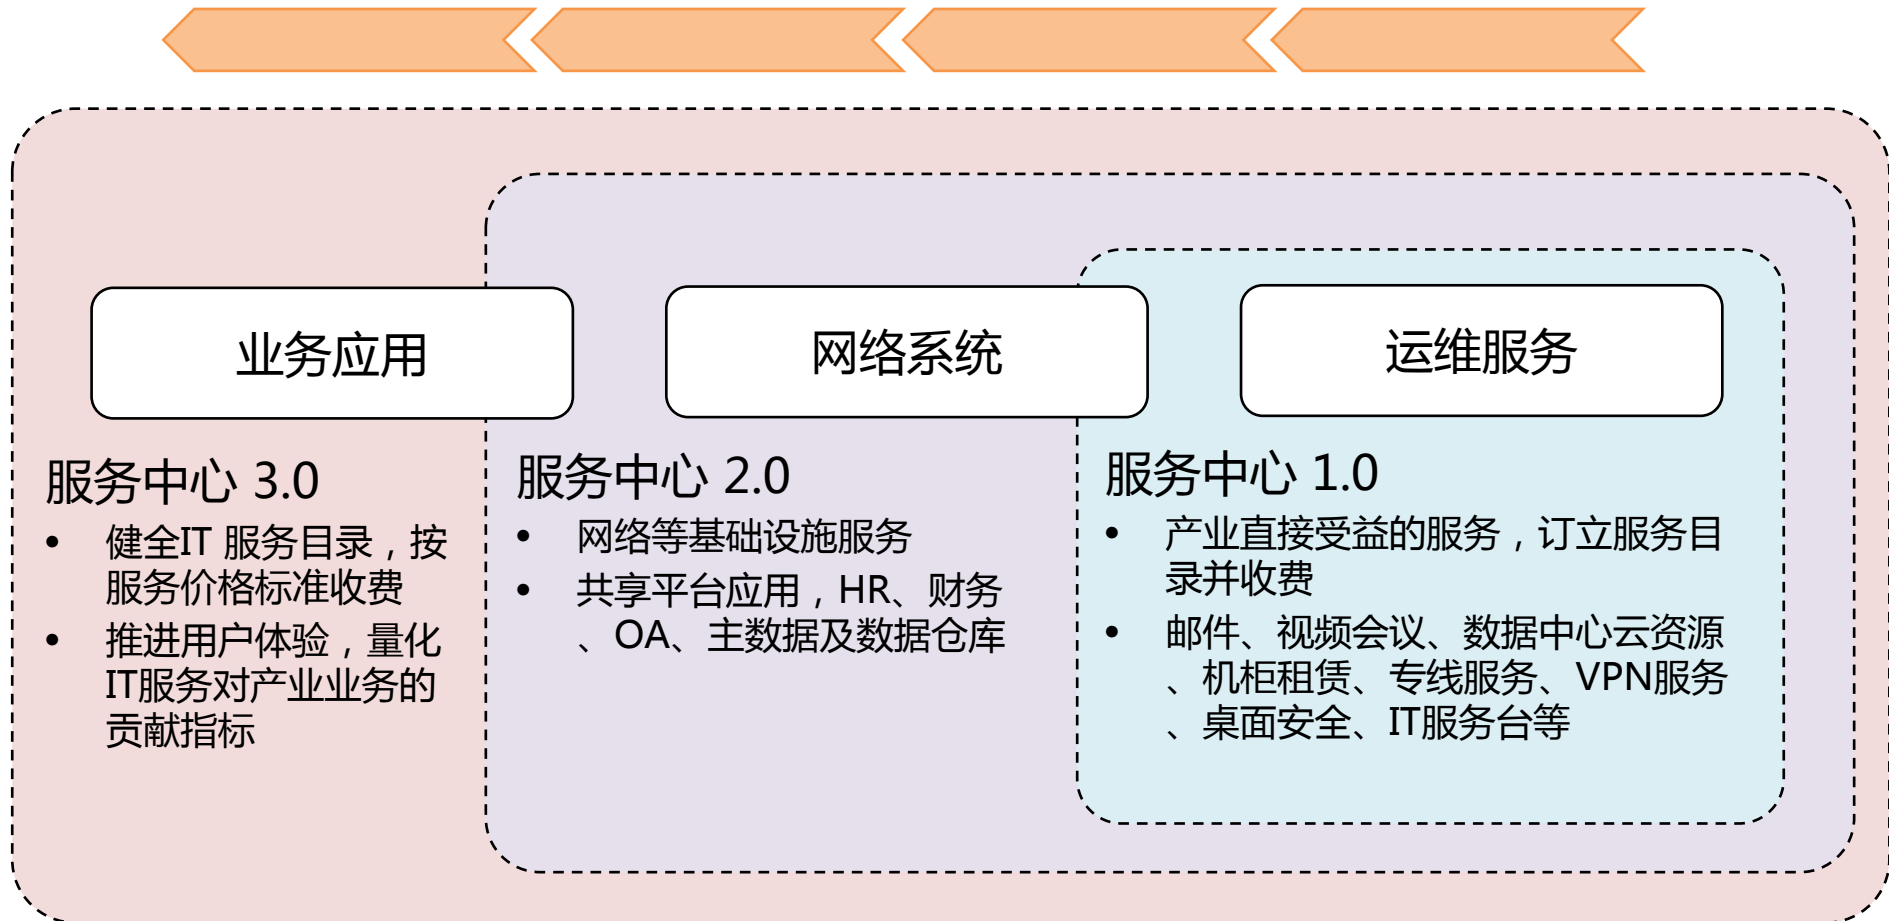 业务应用
网络系统
运维服务
服务中心 3.0
• 健全IT 服务目录，按
服务价格标准收费
• 推进用户体验，量化
IT服务对产业业务的
贡献指标
服务中心 2.0
• 网络等基础设施服务
• 共享平台应用，HR、财务
、OA、主数据及数据仓库
服务中心 1.0
• 产业直接受益的服务，订立服务目
录并收费
• 邮件、视频会议、数据中心云资源
、机柜租赁、专线服务、VPN服务
、桌面安全、IT服务台等